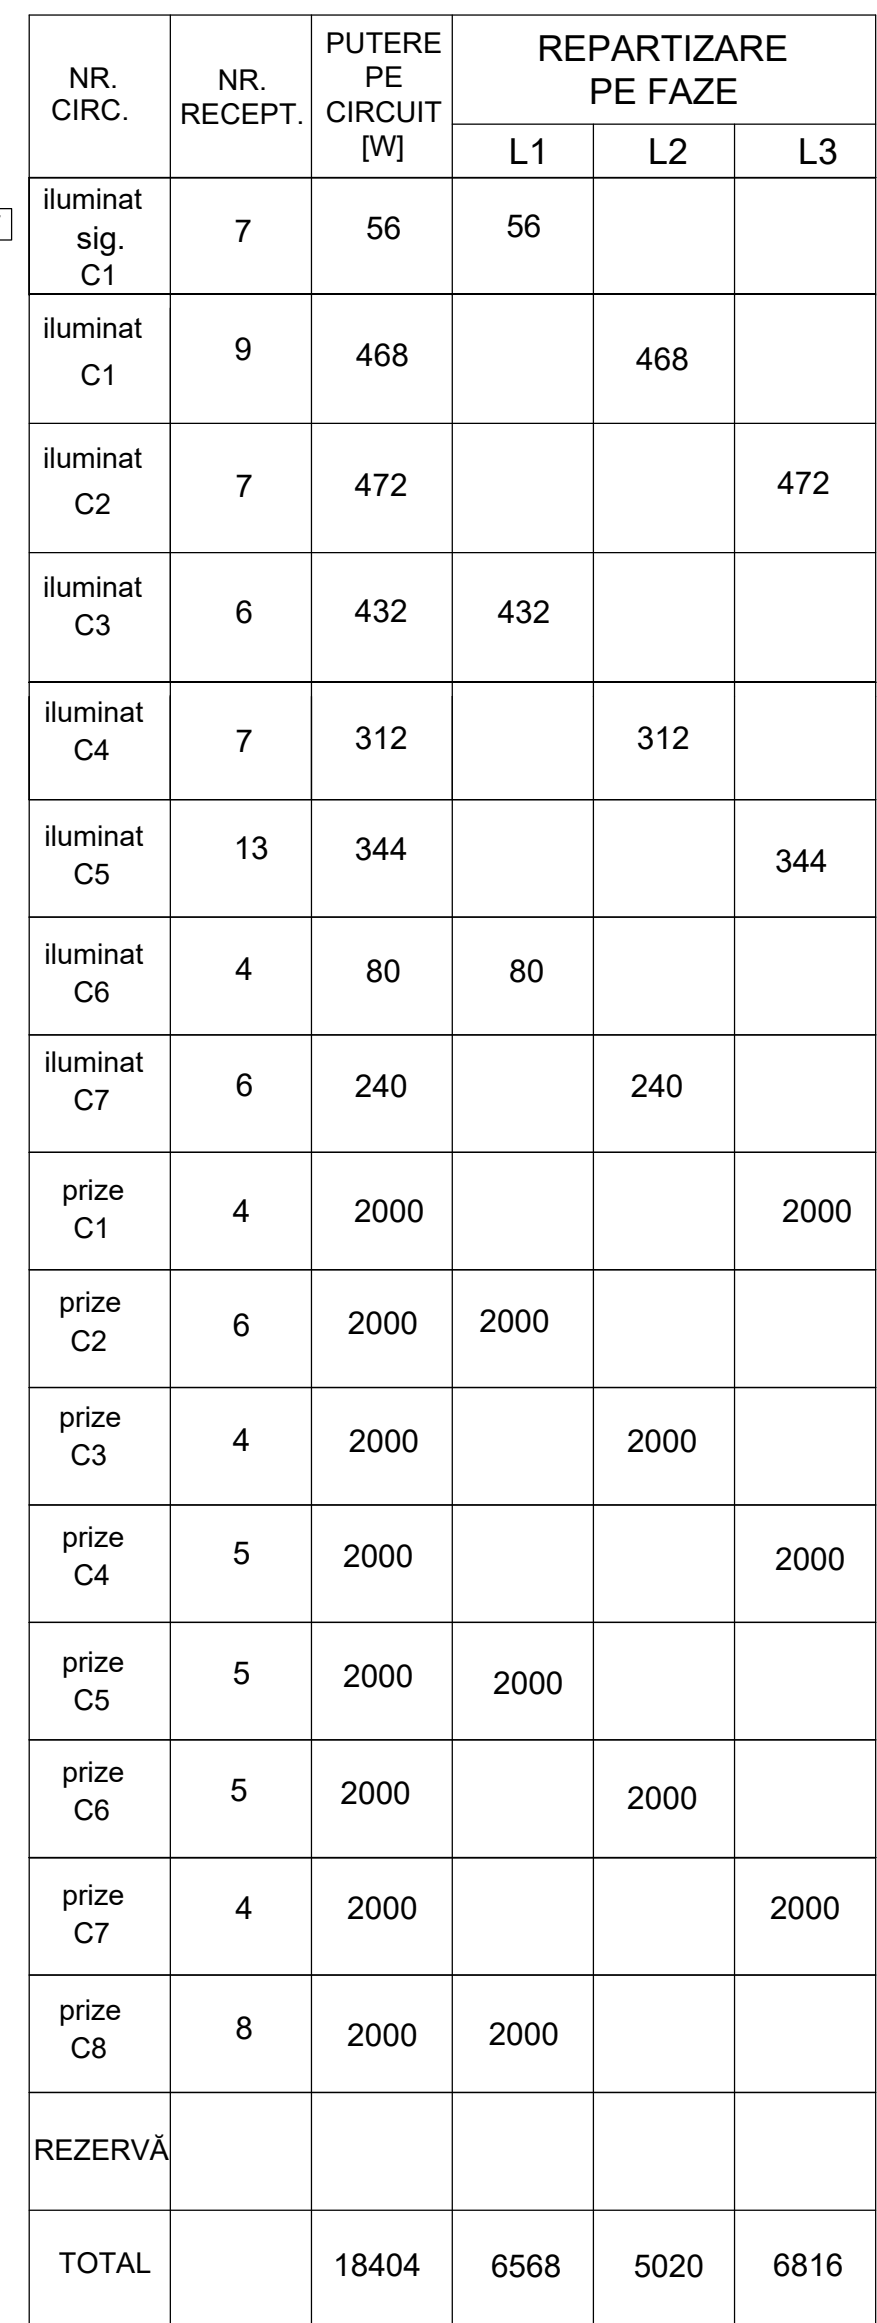 NR.
CIRC.
NR.
RECEPT.
PUTERE
PE
CIRCUIT
[W]
REPARTIZARE
PE FAZE
L1 L2 L3
iluminat
sig.
C1
7 56 56
iluminat
C1
9 468 468
iluminat
C2
7 472 472
iluminat
C3
6 432 432
iluminat
C4
7 312 312
iluminat
C5
13 344 344
iluminat
C6
4 80 80
iluminat
C7
6 240 240
prize
C1
4 2000 2000
prize
C2
6 2000 2000
prize
C3
4 2000 2000
prize
C4
5 2000 2000
prize
C5
5 2000 2000
prize
C6
5 2000 2000
prize
C7
4 2000 2000
prize
C8
8 2000 2000
REZERVĂ
TOTAL 18404 6568 5020 6816